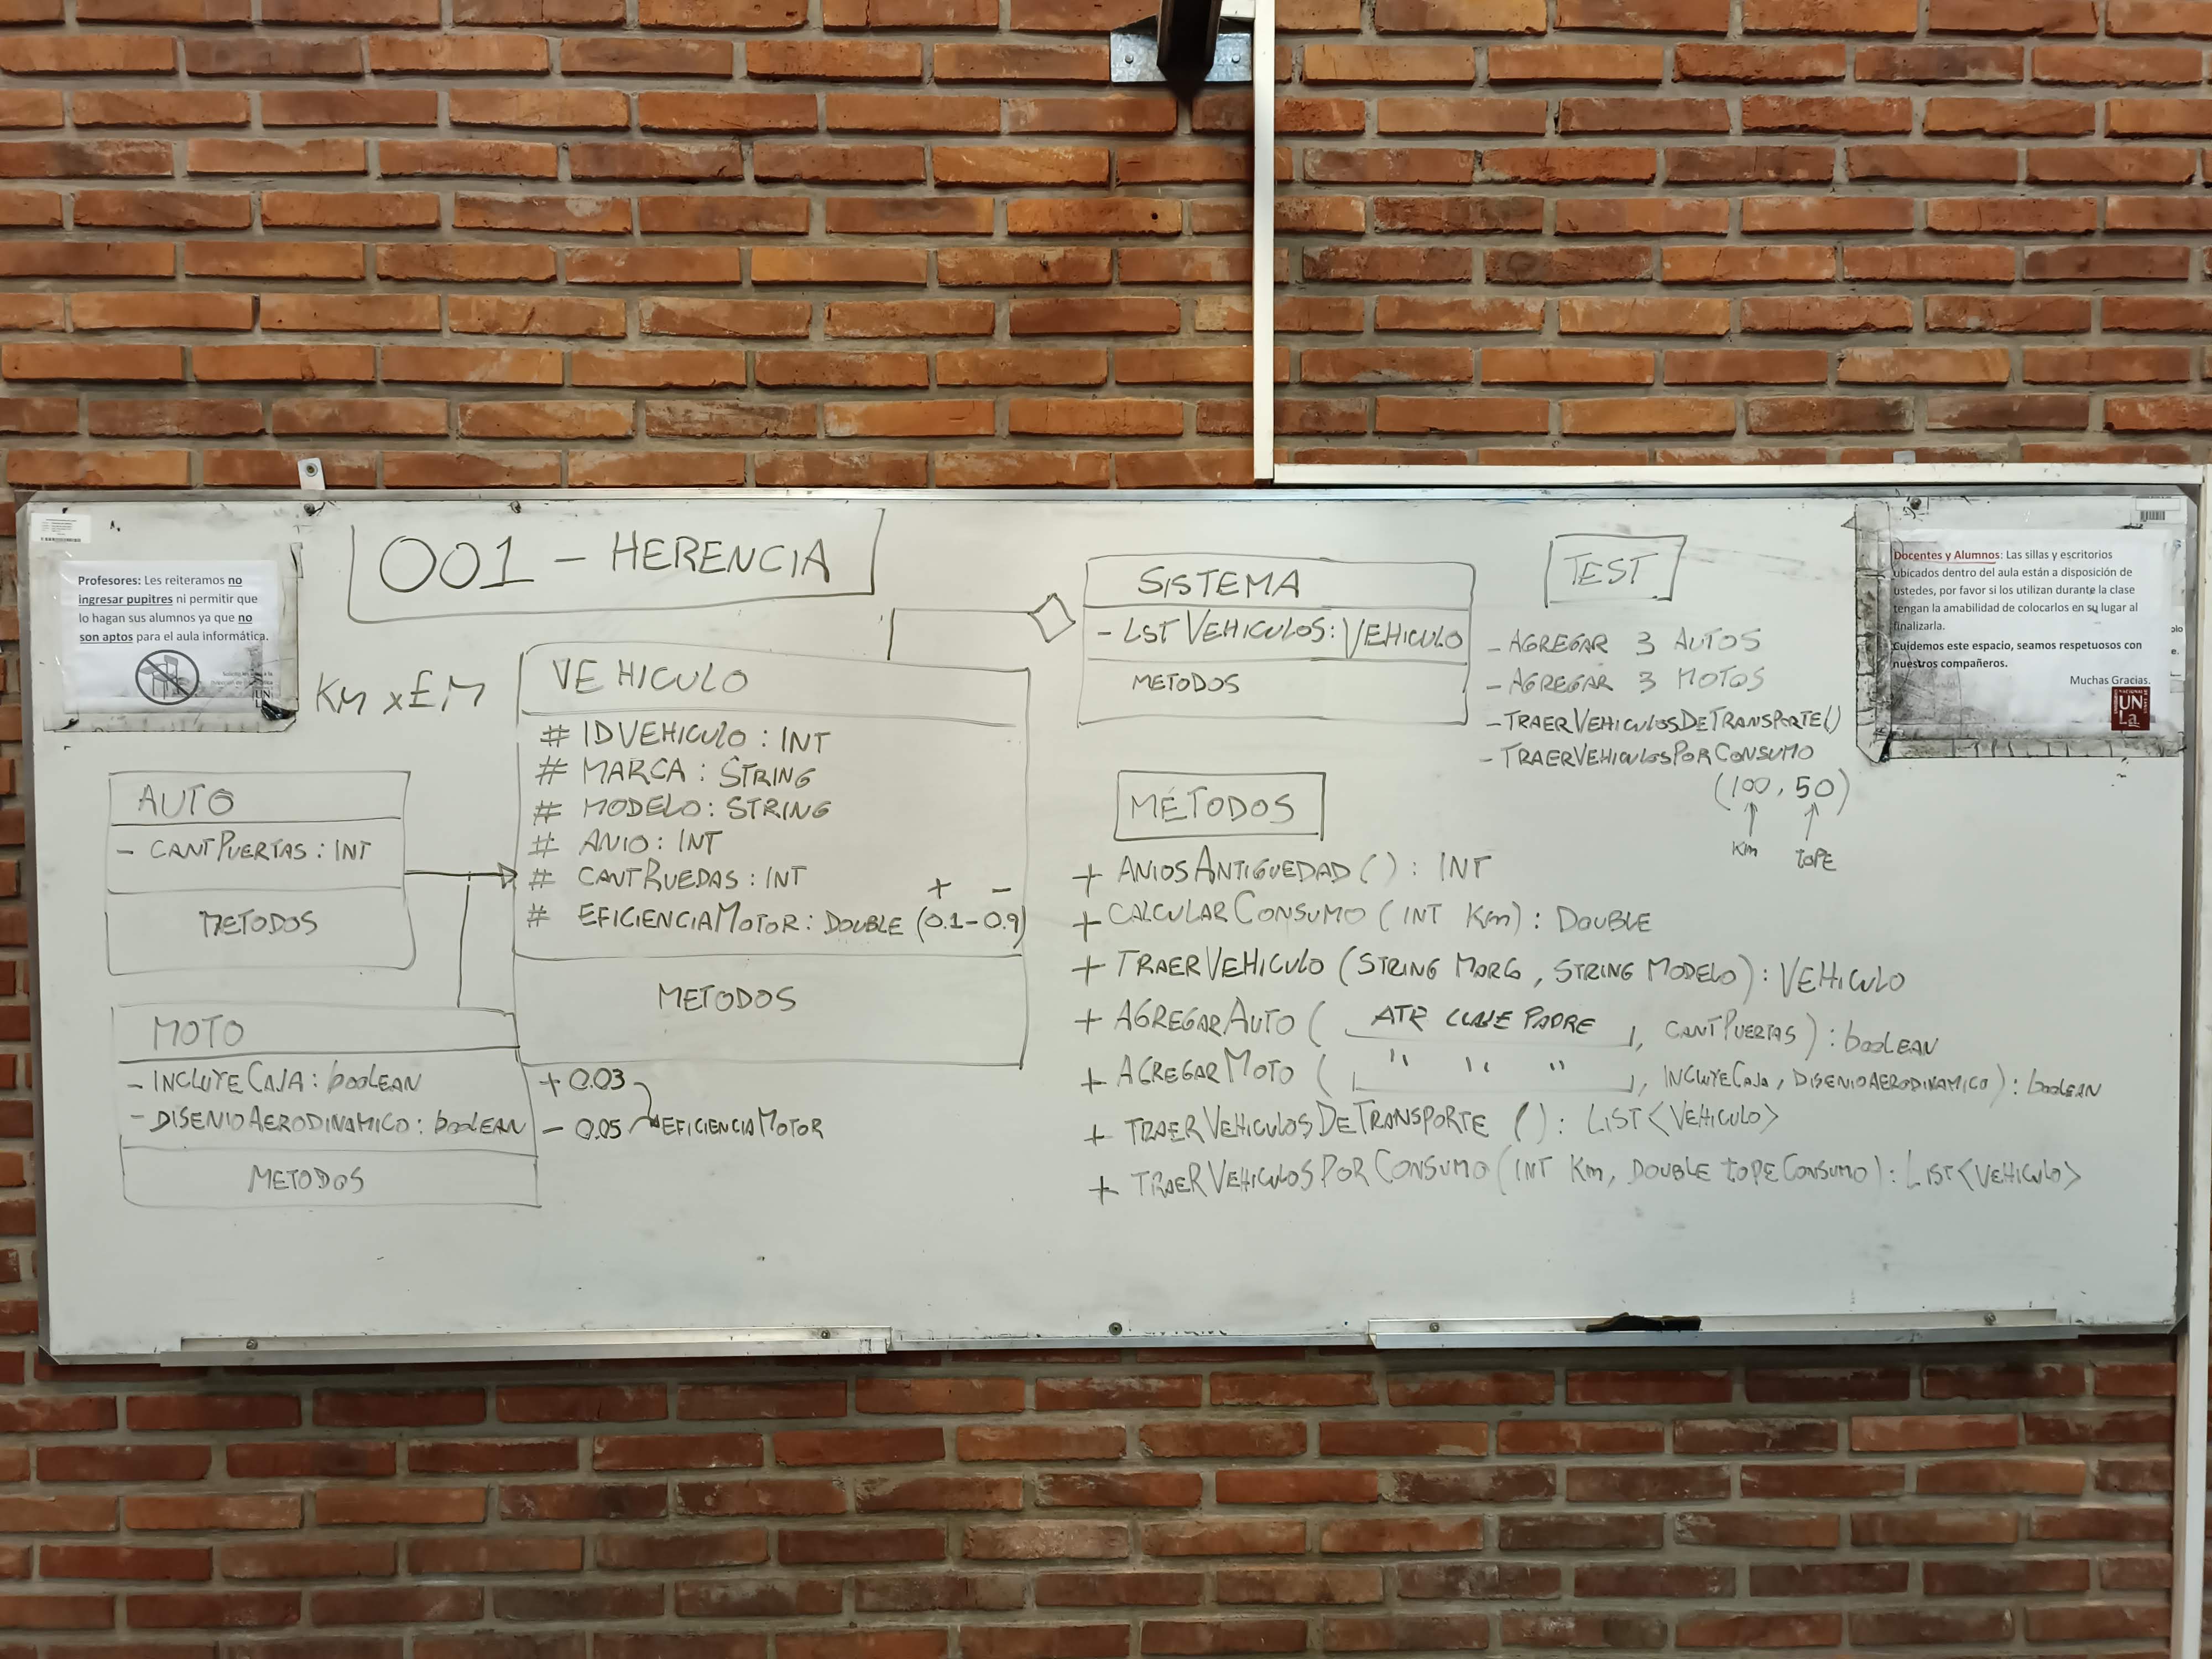 001 - HERENCIA
Profesores: Les reiteramos no
ingresar pupitres ni permitir que
lo hagan sus alumnos ya que no
son aptos para el aula informática.
UN
KM x E.M
AUTO
- CANTPUERTAS : INT
METODOS
MOTO
- INCLUYECAJA : boolEAN
- DISENIOAERODINAMICO : boolEAN
METODOS
+ 0.03
- 0.05 EFICIENCIAMOTOR
VEHICULO
# IDVEHICULO : INT
# MARCA : STRING
# MODELO : STRING
# ANIO : INT
# CANTRUEDAS : INT
+ -
# EFICIENCIAMOTOR : DOUBLE (0.1-0.9)
METODOS
SISTEMA
- LSTVEHICULOS : VEHICULO
METODOS
TEST
- AGREGAR 3 AUTOS
- AGREGAR 3 MOTOS
- TRAERVEHICULOSDETRANSPORTE()
- TRAERVEHICULOSPORCONSUMO
(100, 50)
Km tOPE
MÉTODOS
+ ANIOSANTIGUEDAD () : INT
+ CALCULARCONSUMO (INT Km) : DOUBLE
+ TRAERVEHICULO (STRING MARCA, STRING MODELO) : VEHICULO
+ AGREGARAUTO ( ATR CLASE PADRE , CANTPUERTAS) : boolEAN
+ AGREGARMOTO ( " " " , INCLUYECAJA, DISENIOAERODINAMICO) : boolEAN
+ TRAERVEHICULOSDETRANSPORTE () : LIST<VEHICULO>
+ TRAERVEHICULOSPORCONSUMO (INT Km, DOUBLE tOPECONSUMO) : LIST<VEHICULO>
Docentes y Alumnos: Las sillas y escritorios
ubicados dentro del aula están a disposición de
ustedes, por favor si los utilizan durante la clase
tengan la amabilidad de colocarlos en su lugar al
finalizarla.
Cuidemos este espacio, seamos respetuosos con
nuestros compañeros.
Muchas Gracias.
UN
La